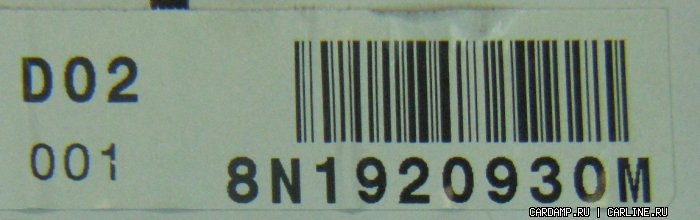 D02
001
8N1920930M
CARDAMP.RU | CARLINE.RU